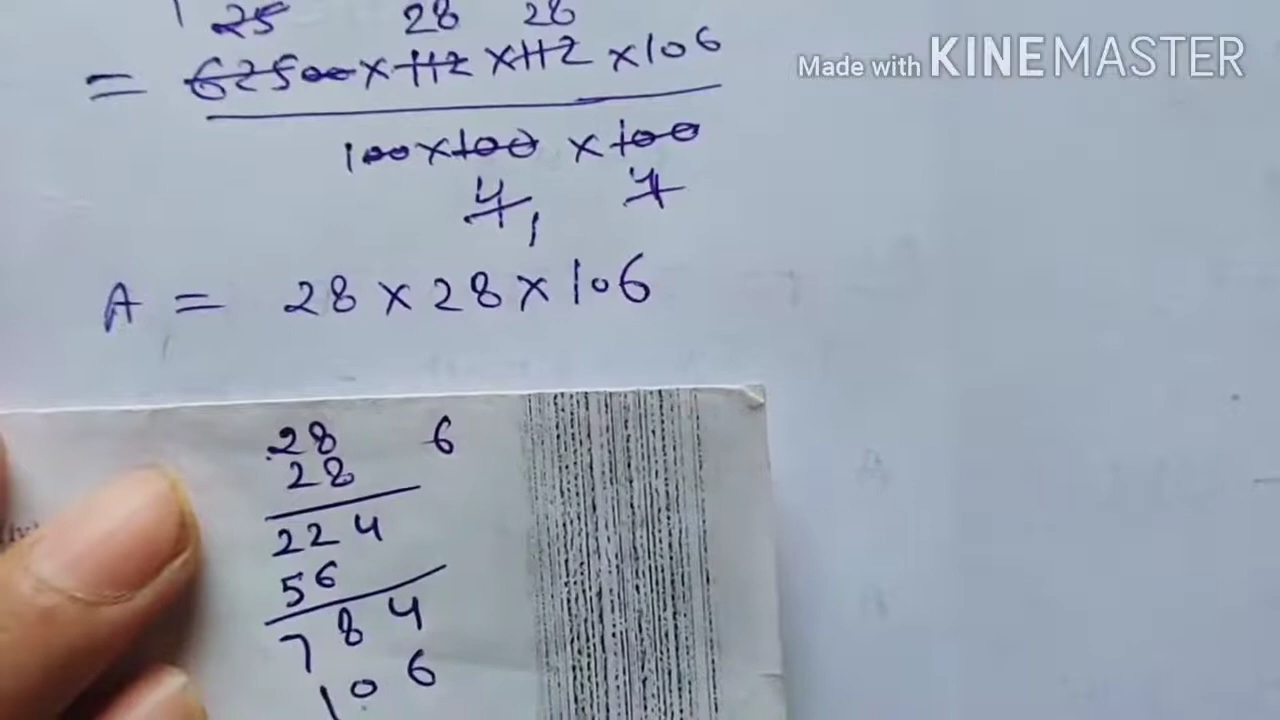 25 28 28
= 62500 x 112 x 112 x 106
100 x 100 x 100
4, 4
1
A = 28 x 28 x 106
28 6
28
224
56
784
106
Made with KINEMASTER